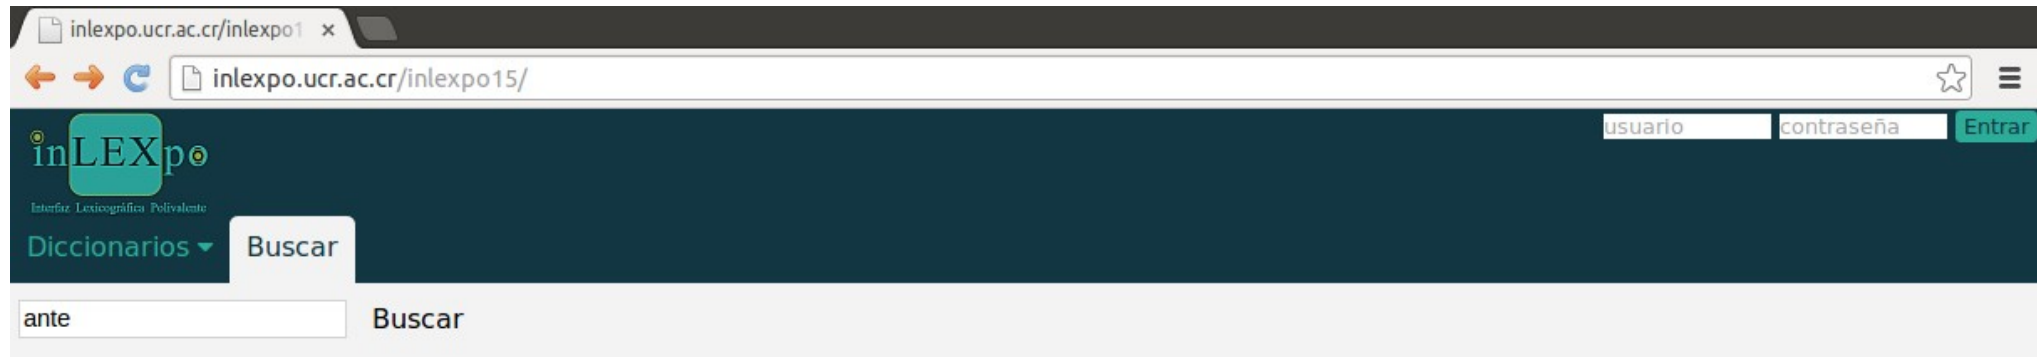 inlexpo.ucr.ac.cr/inlexpo1
inlexpo.ucr.ac.cr/inlexpo15/
usuario contraseña Entrar
inLEXpo
Interfaz Lexicográfica Polivalente
Diccionarios Buscar
ante Buscar